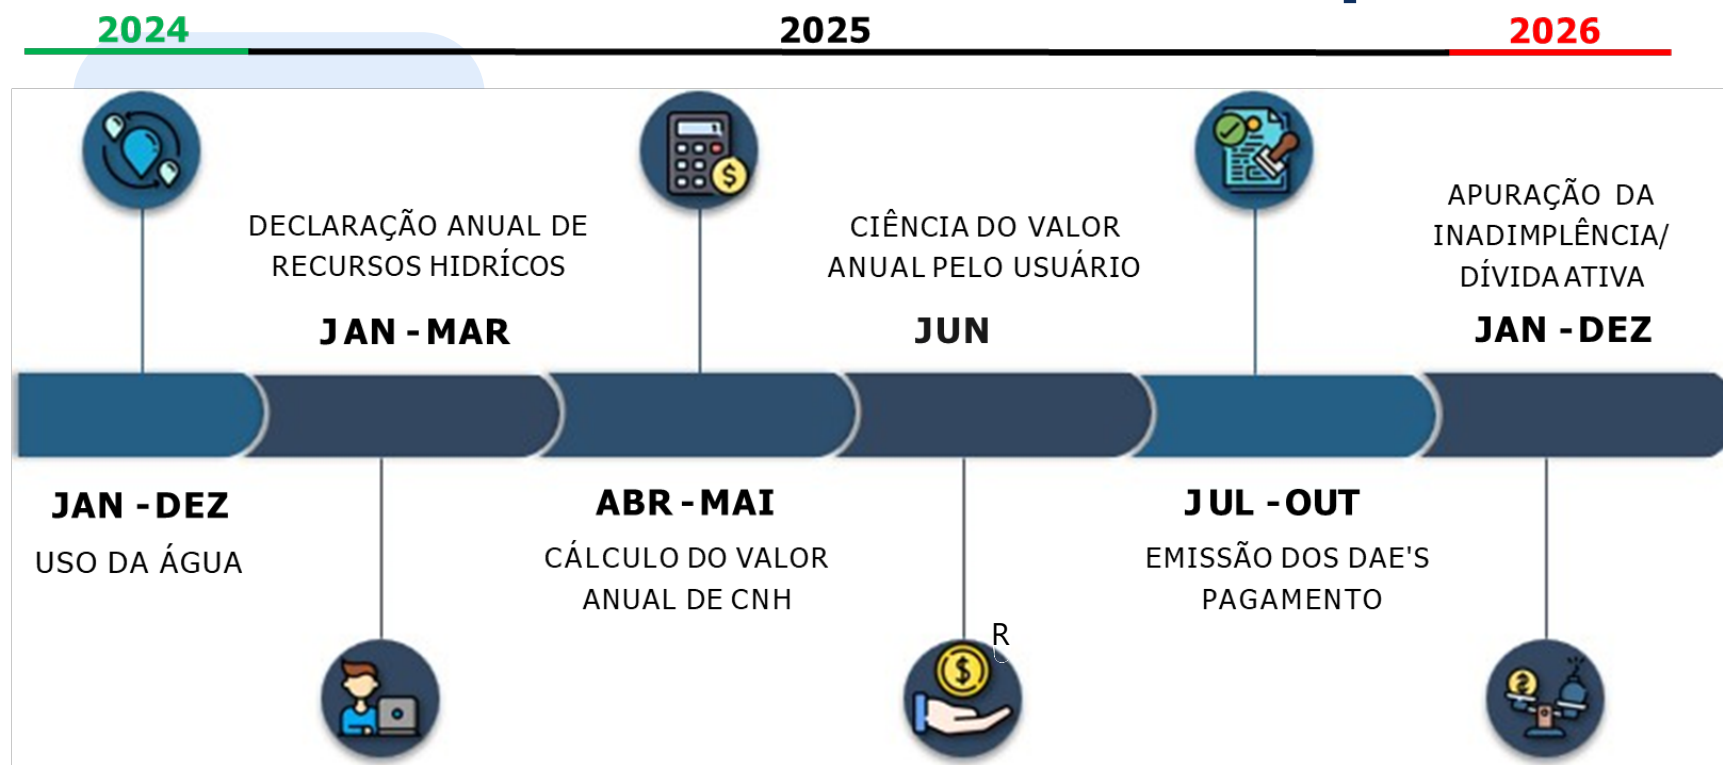 2024
2025
2026
DECLARAÇÃO ANUAL DE
RECURSOS HIDRÍCOS
JAN - MAR
CIÊNCIA DO VALOR
ANUAL PELO USUÁRIO
JUN
APURAÇÃO DA
INADIMPLÊNCIA/
DÍVIDA ATIVA
JAN - DEZ
JAN - DEZ
USO DA ÁGUA
ABR - MAI
CÁLCULO DO VALOR
ANUAL DE CNH
JUL - OUT
EMISSÃO DOS DAE'S
PAGAMENTO
R